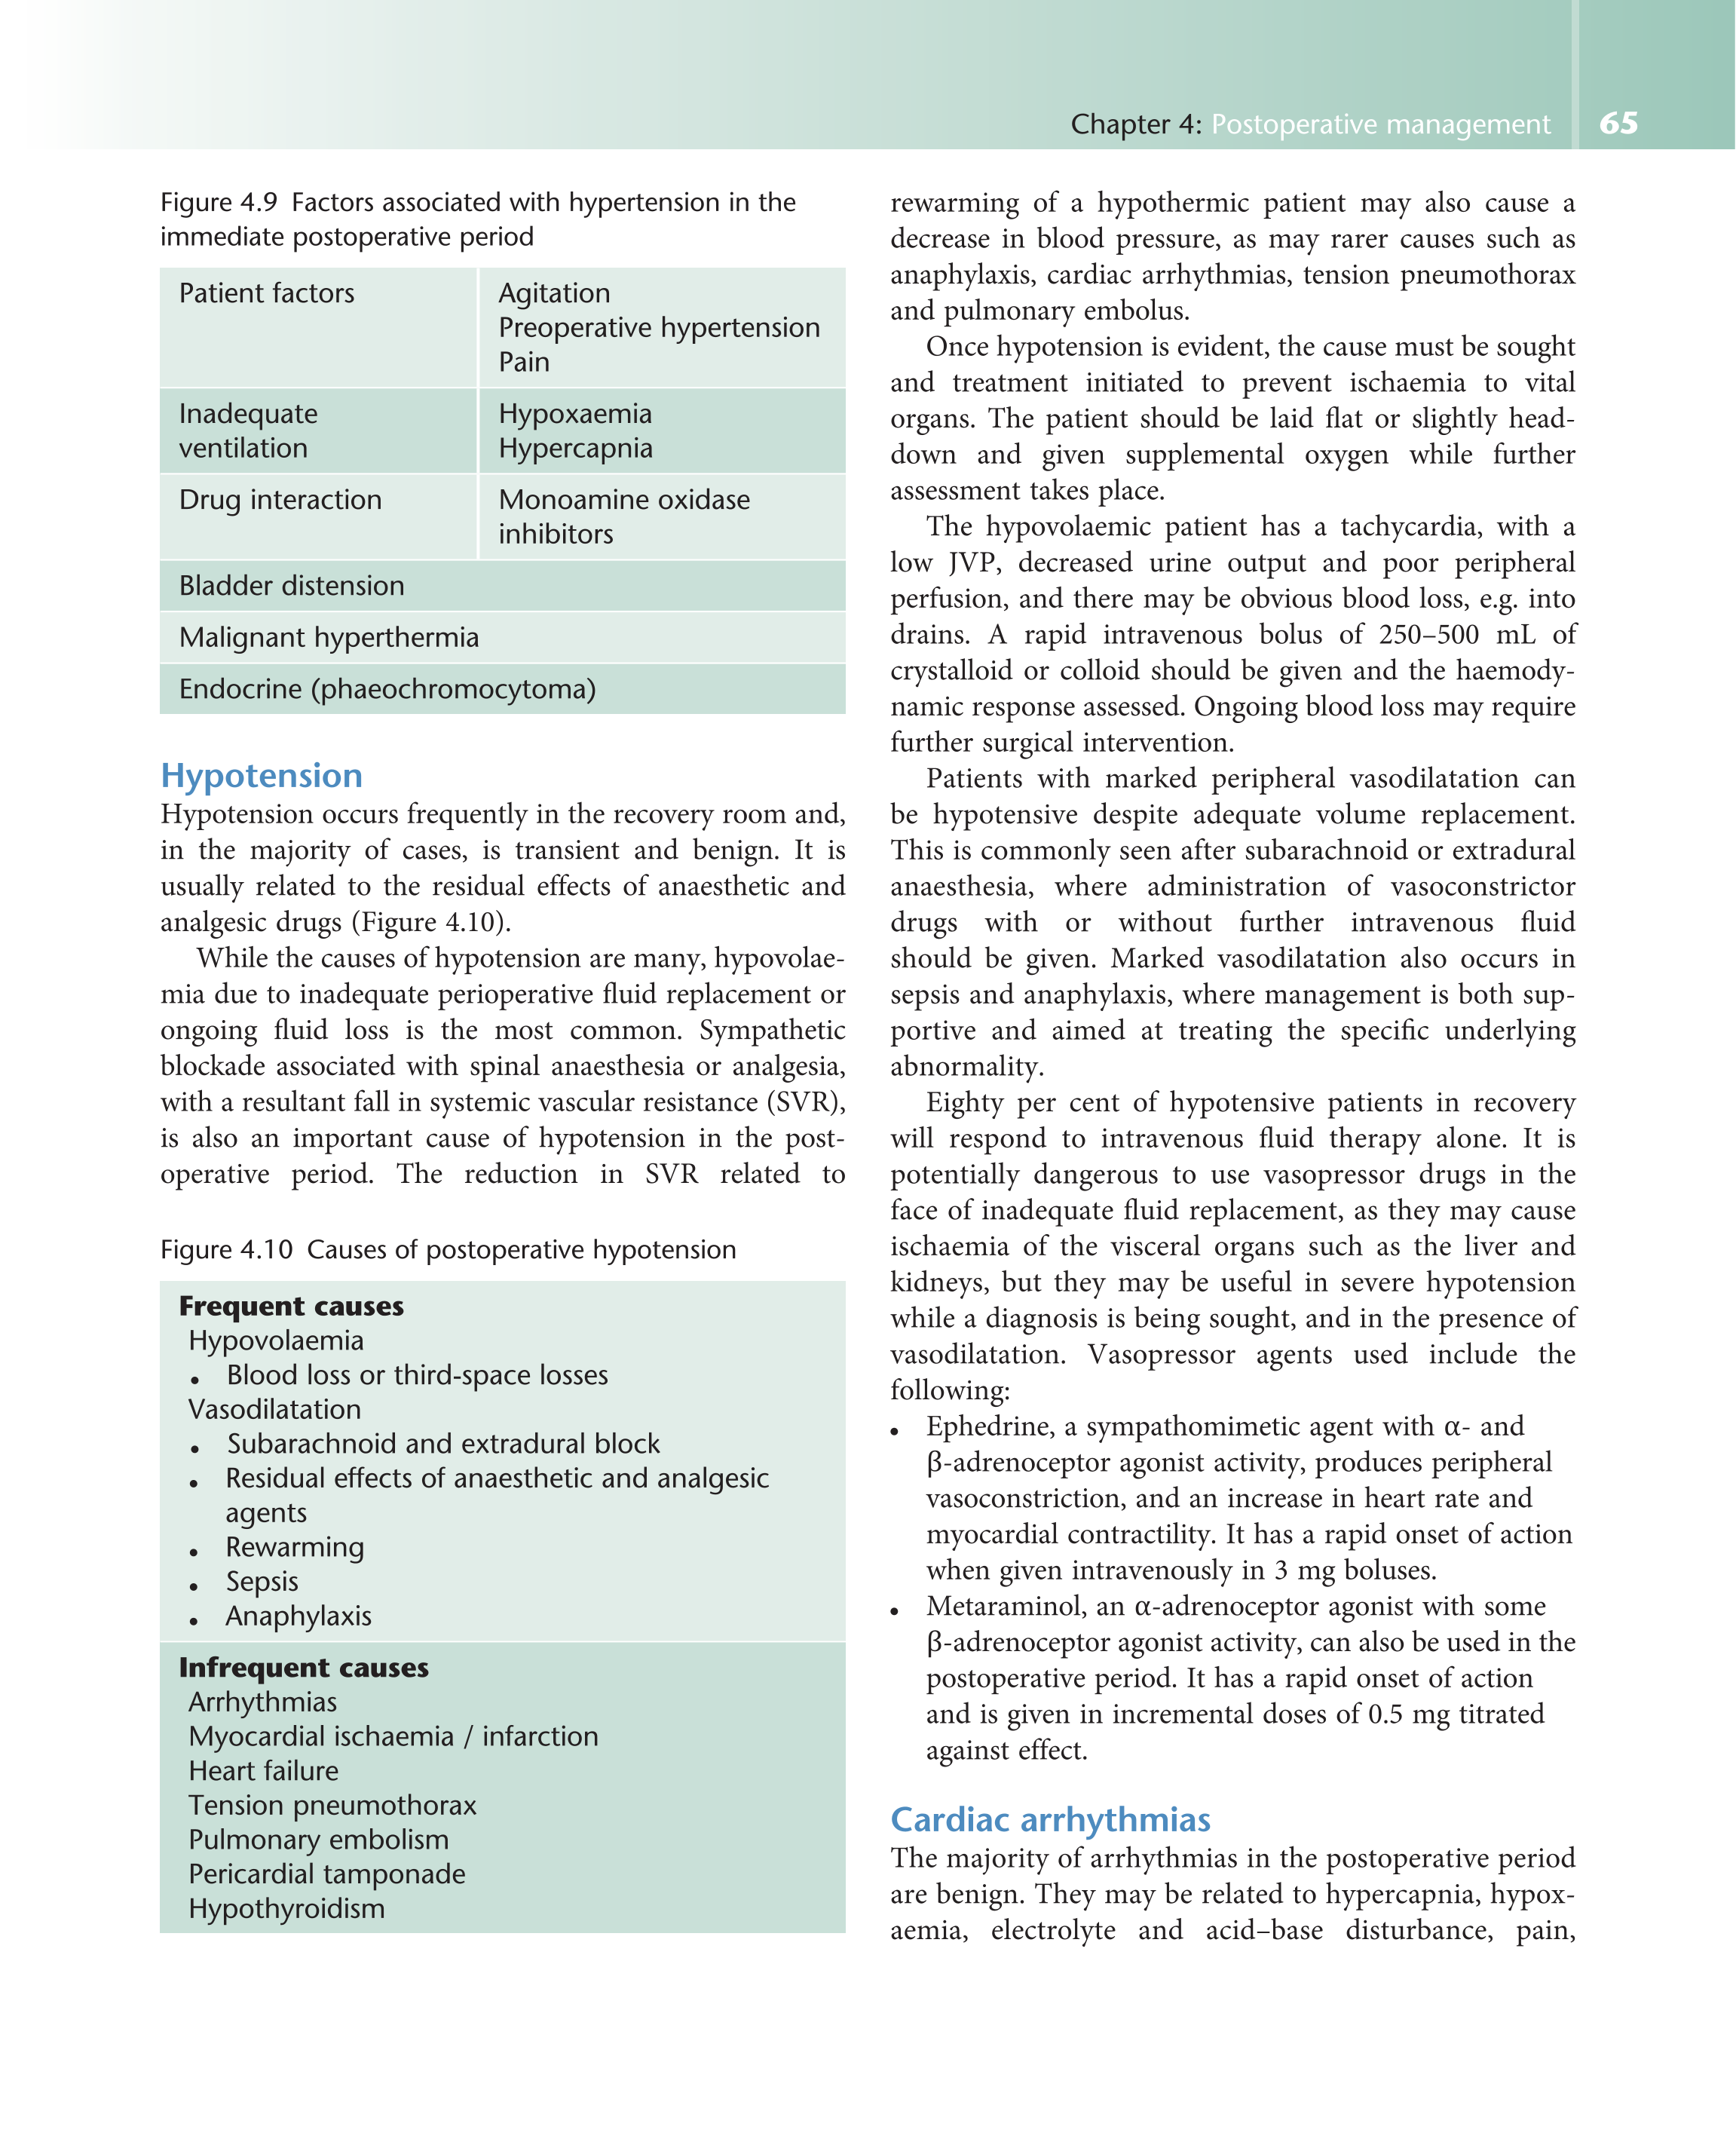 Chapter 4: Postoperative management 65
Figure 4.9 Factors associated with hypertension in the
immediate postoperative period
Patient factors
Agitation
Preoperative hypertension
Pain
Inadequate
ventilation
Hypoxaemia
Hypercapnia
Drug interaction
Monoamine oxidase
inhibitors
Bladder distension
Malignant hyperthermia
Endocrine (phaeochromocytoma)
Hypotension
Hypotension occurs frequently in the recovery room and,
in the majority of cases, is transient and benign. It is
usually related to the residual effects of anaesthetic and
analgesic drugs (Figure 4.10).
While the causes of hypotension are many, hypovolae-
mia due to inadequate perioperative fluid replacement or
ongoing fluid loss is the most common. Sympathetic
blockade associated with spinal anaesthesia or analgesia,
with a resultant fall in systemic vascular resistance (SVR),
is also an important cause of hypotension in the post-
operative period. The reduction in SVR related to
Figure 4.10 Causes of postoperative hypotension
Frequent causes
Hypovolaemia
• Blood loss or third-space losses
Vasodilatation
• Subarachnoid and extradural block
• Residual effects of anaesthetic and analgesic
agents
• Rewarming
• Sepsis
• Anaphylaxis
Infrequent causes
Arrhythmias
Myocardial ischaemia / infarction
Heart failure
Tension pneumothorax
Pulmonary embolism
Pericardial tamponade
Hypothyroidism
rewarming of a hypothermic patient may also cause a
decrease in blood pressure, as may rarer causes such as
anaphylaxis, cardiac arrhythmias, tension pneumothorax
and pulmonary embolus.
Once hypotension is evident, the cause must be sought
and treatment initiated to prevent ischaemia to vital
organs. The patient should be laid flat or slightly head-
down and given supplemental oxygen while further
assessment takes place.
The hypovolaemic patient has a tachycardia, with a
low JVP, decreased urine output and poor peripheral
perfusion, and there may be obvious blood loss, e.g. into
drains. A rapid intravenous bolus of 250–500 mL of
crystalloid or colloid should be given and the haemody-
namic response assessed. Ongoing blood loss may require
further surgical intervention.
Patients with marked peripheral vasodilatation can
be hypotensive despite adequate volume replacement.
This is commonly seen after subarachnoid or extradural
anaesthesia, where administration of vasoconstrictor
drugs with or without further intravenous fluid
should be given. Marked vasodilatation also occurs in
sepsis and anaphylaxis, where management is both sup-
portive and aimed at treating the specific underlying
abnormality.
Eighty per cent of hypotensive patients in recovery
will respond to intravenous fluid therapy alone. It is
potentially dangerous to use vasopressor drugs in the
face of inadequate fluid replacement, as they may cause
ischaemia of the visceral organs such as the liver and
kidneys, but they may be useful in severe hypotension
while a diagnosis is being sought, and in the presence of
vasodilatation. Vasopressor agents used include the
following:
• Ephedrine, a sympathomimetic agent with α- and
β-adrenoceptor agonist activity, produces peripheral
vasoconstriction, and an increase in heart rate and
myocardial contractility. It has a rapid onset of action
when given intravenously in 3 mg boluses.
• Metaraminol, an α-adrenoceptor agonist with some
β-adrenoceptor agonist activity, can also be used in the
postoperative period. It has a rapid onset of action
and is given in incremental doses of 0.5 mg titrated
against effect.
Cardiac arrhythmias
The majority of arrhythmias in the postoperative period
are benign. They may be related to hypercapnia, hypox-
aemia, electrolyte and acid–base disturbance, pain,